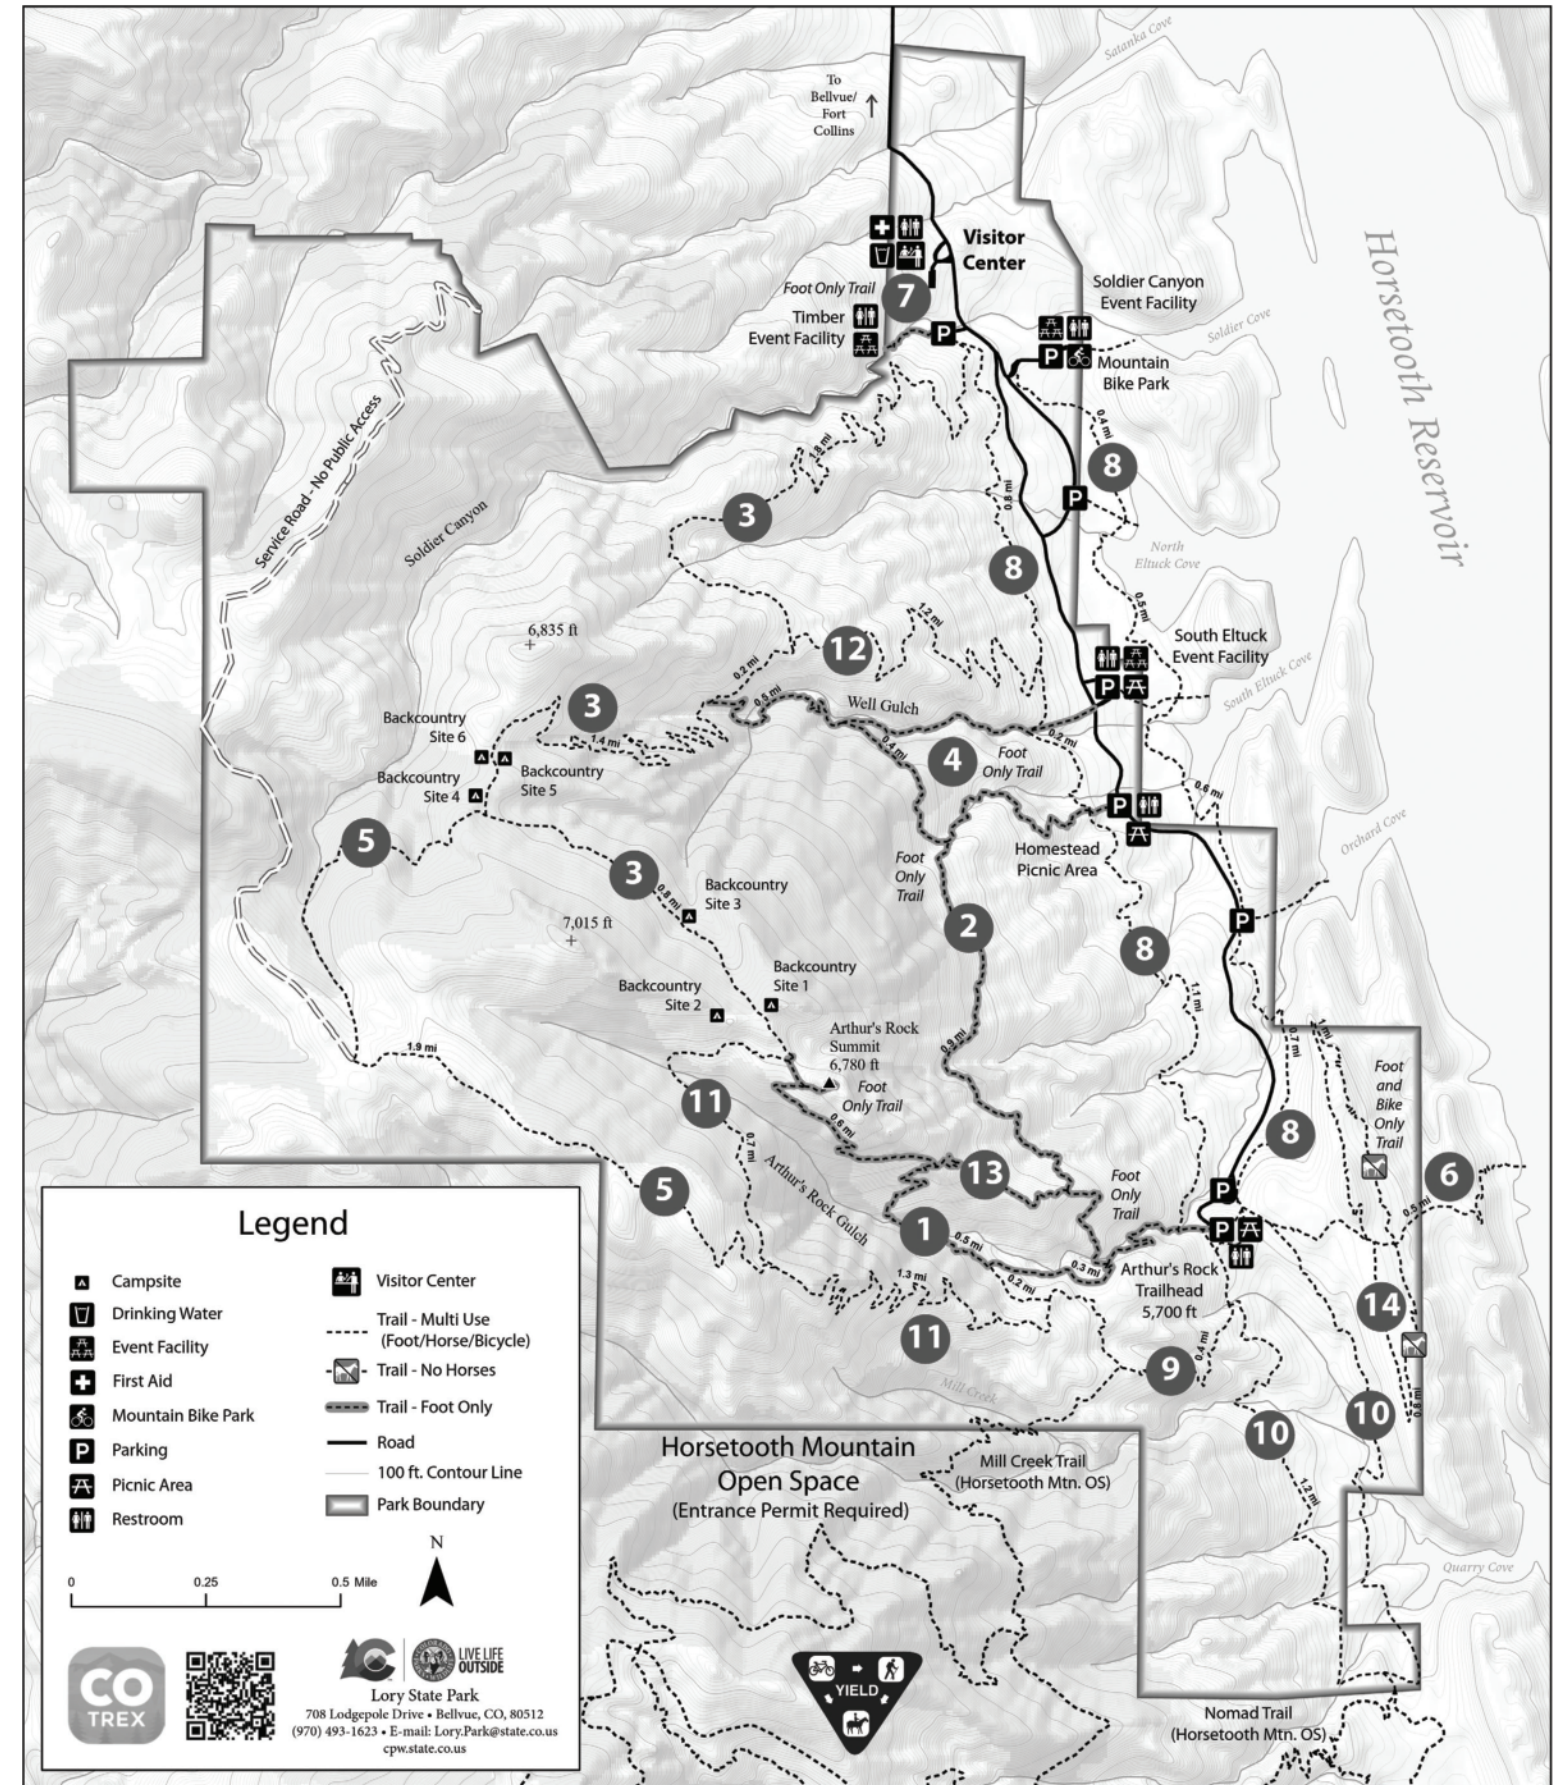 Satanka Cove
To
Bellvue/
Fort
Collins
Visitor
Center
Foot Only Trail
7
Timber
Event Facility
P
Soldier Canyon
Event Facility
P
Mountain
Bike Park
Soldier Cove
Horsetooth Reservoir
0.4 mi
8
P
Service Road - No Public Access
Soldier Canyon
1.8 mi
3
0.8 mi
8
North
Eltuck Cove
0.5 mi
6,835 ft
1.2 mi
12
0.2 mi
South Eltuck
Event Facility
P
South Eltuck Cove
3
1.4 mi
0.5 mi
Well Gulch
0.4 mi
0.2 mi
4
Foot
Only Trail
Backcountry
Site 6
Backcountry
Site 5
Backcountry
Site 4
0.6 mi
P
Homestead
Picnic Area
Orchard Cove
5
3
0.8 mi
Backcountry
Site 3
Foot
Only
Trail
2
7,015 ft
P
8
1.1 mi
Backcountry
Site 1
Backcountry
Site 2
Arthur's Rock
Summit
6,780 ft
Foot
Only Trail
0.9 mi
0.7 mi
1 mi
Foot
and
Bike
Only
Trail
1.9 mi
11
0.6 mi
0.7 mi
8
6
0.5 mi
5
Arthur's Rock Gulch
13
Foot
Only
Trail
P
P
1
0.5 mi
0.3 mi
Arthur's Rock
Trailhead
5,700 ft
1.3 mi
0.2 mi
11
14
9
0.4 mi
Mill Creek
10
10
0.8 mi
1.2 mi
Horsetooth Mountain
Open Space
(Entrance Permit Required)
Mill Creek Trail
(Horsetooth Mtn. OS)
Quarry Cove
YIELD
Nomad Trail
(Horsetooth Mtn. OS)
Legend
Campsite
Drinking Water
Event Facility
First Aid
Mountain Bike Park
P Parking
Picnic Area
Restroom
Visitor Center
Trail - Multi Use
(Foot/Horse/Bicycle)
Trail - No Horses
Trail - Foot Only
Road
100 ft. Contour Line
Park Boundary
N
0 0.25 0.5 Mile
CO
TREX
C
LIVE LIFE
OUTSIDE
Lory State Park
708 Lodgepole Drive • Bellvue, CO, 80512
(970) 493-1623 • E-mail: Lory.Park@state.co.us
cpw.state.co.us